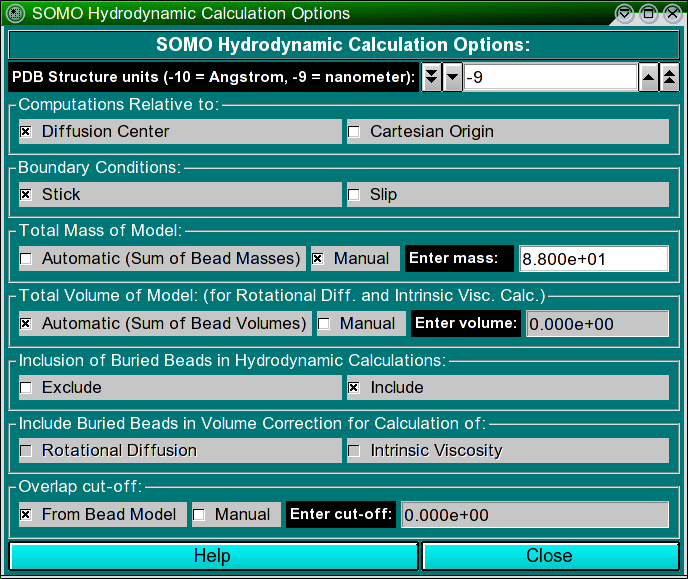 SOMO Hydrodynamic Calculation Options
SOMO Hydrodynamic Calculation Options:
PDB Structure units (-10 = Angstrom, -9 = nanometer): -9
Computations Relative to:
Diffusion Center Cartesian Origin
Boundary Conditions:
Stick Slip
Total Mass of Model:
Automatic (Sum of Bead Masses) Manual Enter mass: 8.800e+01
Total Volume of Model: (for Rotational Diff. and Intrinsic Visc. Calc.)
Automatic (Sum of Bead Volumes) Manual Enter volume: 0.000e+00
Inclusion of Buried Beads in Hydrodynamic Calculations:
Exclude Include
Include Buried Beads in Volume Correction for Calculation of:
Rotational Diffusion Intrinsic Viscosity
Overlap cut-off:
From Bead Model Manual Enter cut-off: 0.000e+00
Help Close